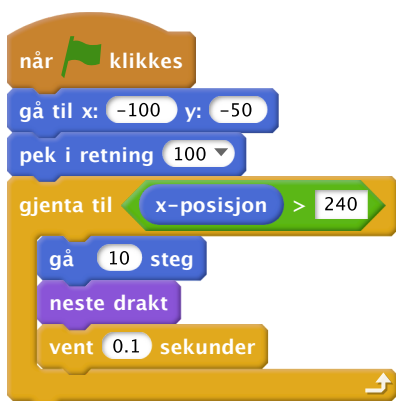 når klikkes
gå til x: -100 y: -50
pek i retning 100
gjenta til x-posisjon > 240
gå 10 steg
neste drakt
vent 0.1 sekunder